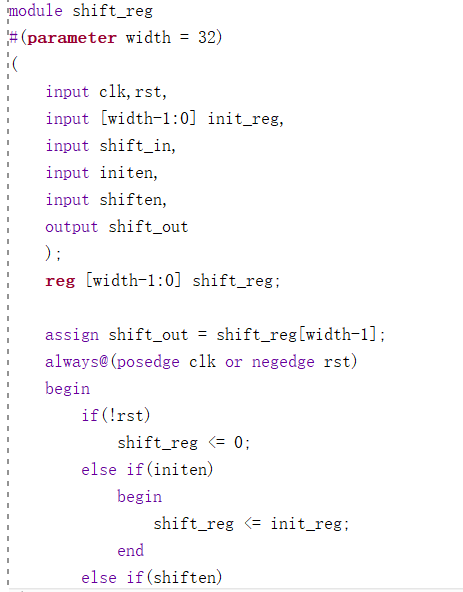 module shift_reg
#(parameter width = 32)
(
    input clk,rst,
    input [width-1:0] init_reg,
    input shift_in,
    input initen,
    input shiften,
    output shift_out
    );
    reg [width-1:0] shift_reg;

    assign shift_out = shift_reg[width-1];
    always@(posedge clk or negedge rst)
    begin
        if(!rst)
            shift_reg <= 0;
        else if(initen)
            begin
                shift_reg <= init_reg;
            end
        else if(shiften)